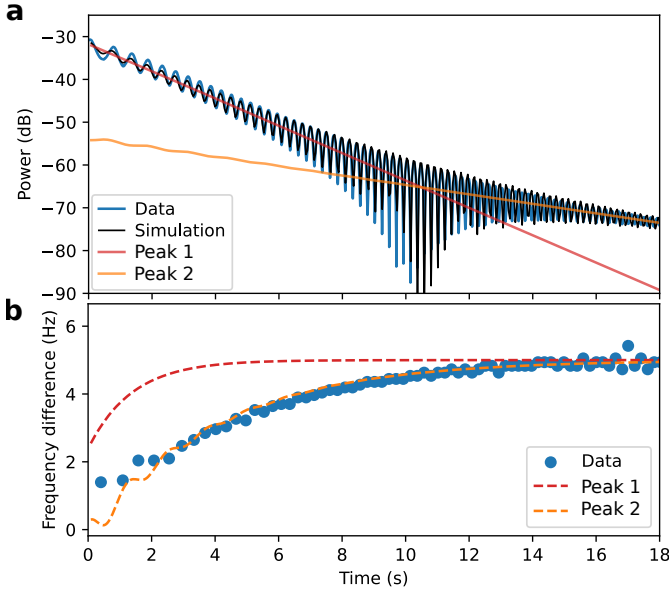 a
−30
−40
−50
−60
−70
−80
−90
Power (dB)
Data
Simulation
Peak 1
Peak 2
b
6
4
2
0
Frequency difference (Hz)
Data
Peak 1
Peak 2
0 2 4 6 8 10 12 14 16 18
Time (s)